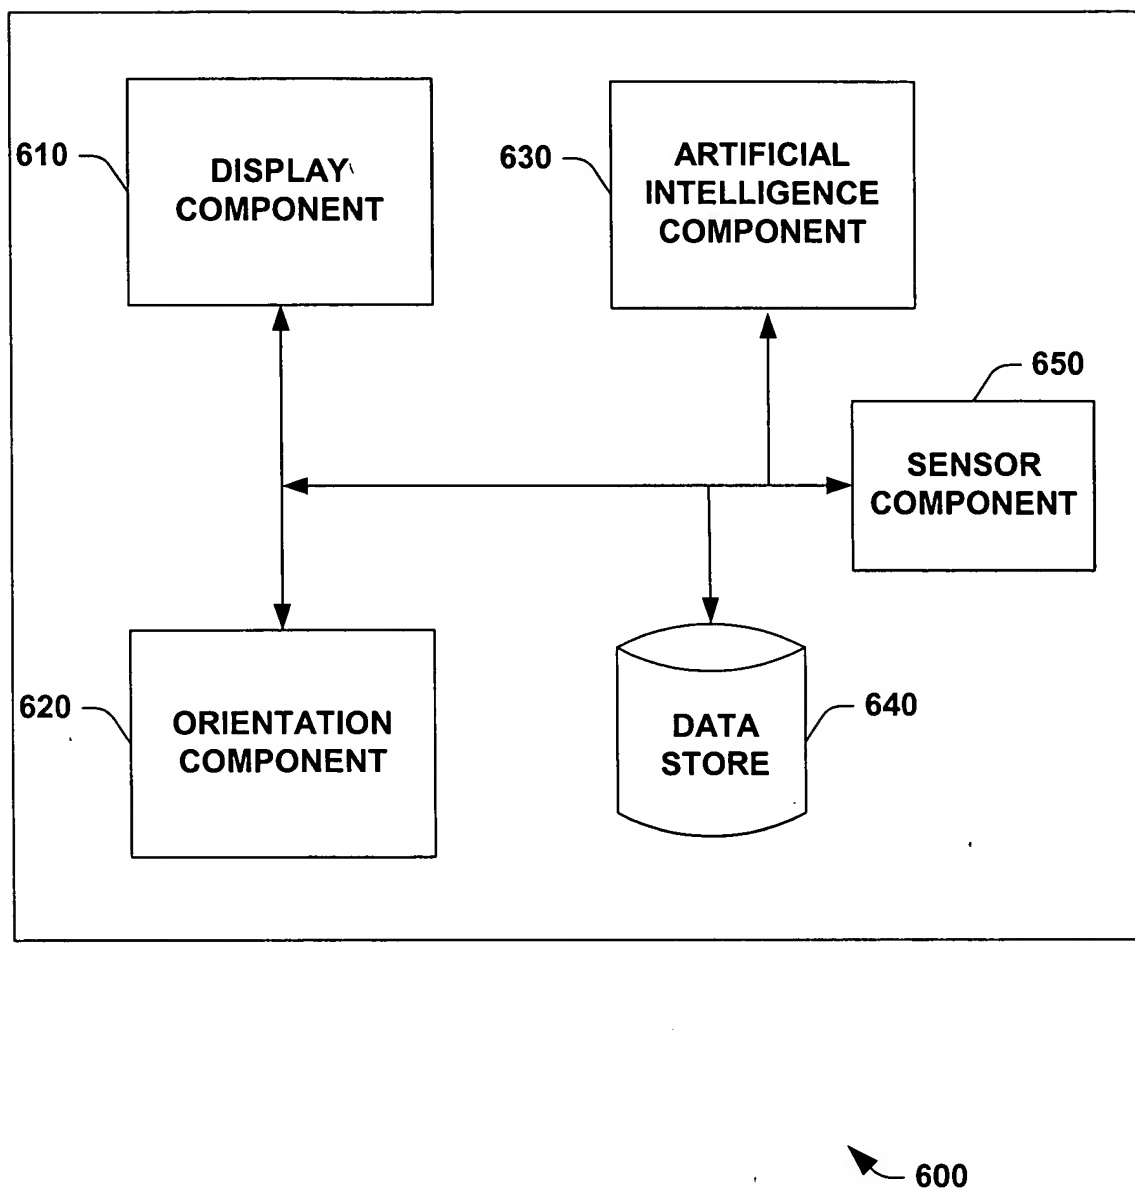 610
DISPLAY
COMPONENT
630
ARTIFICIAL
INTELLIGENCE
COMPONENT
650
SENSOR
COMPONENT
620
ORIENTATION
COMPONENT
640
DATA
STORE
600